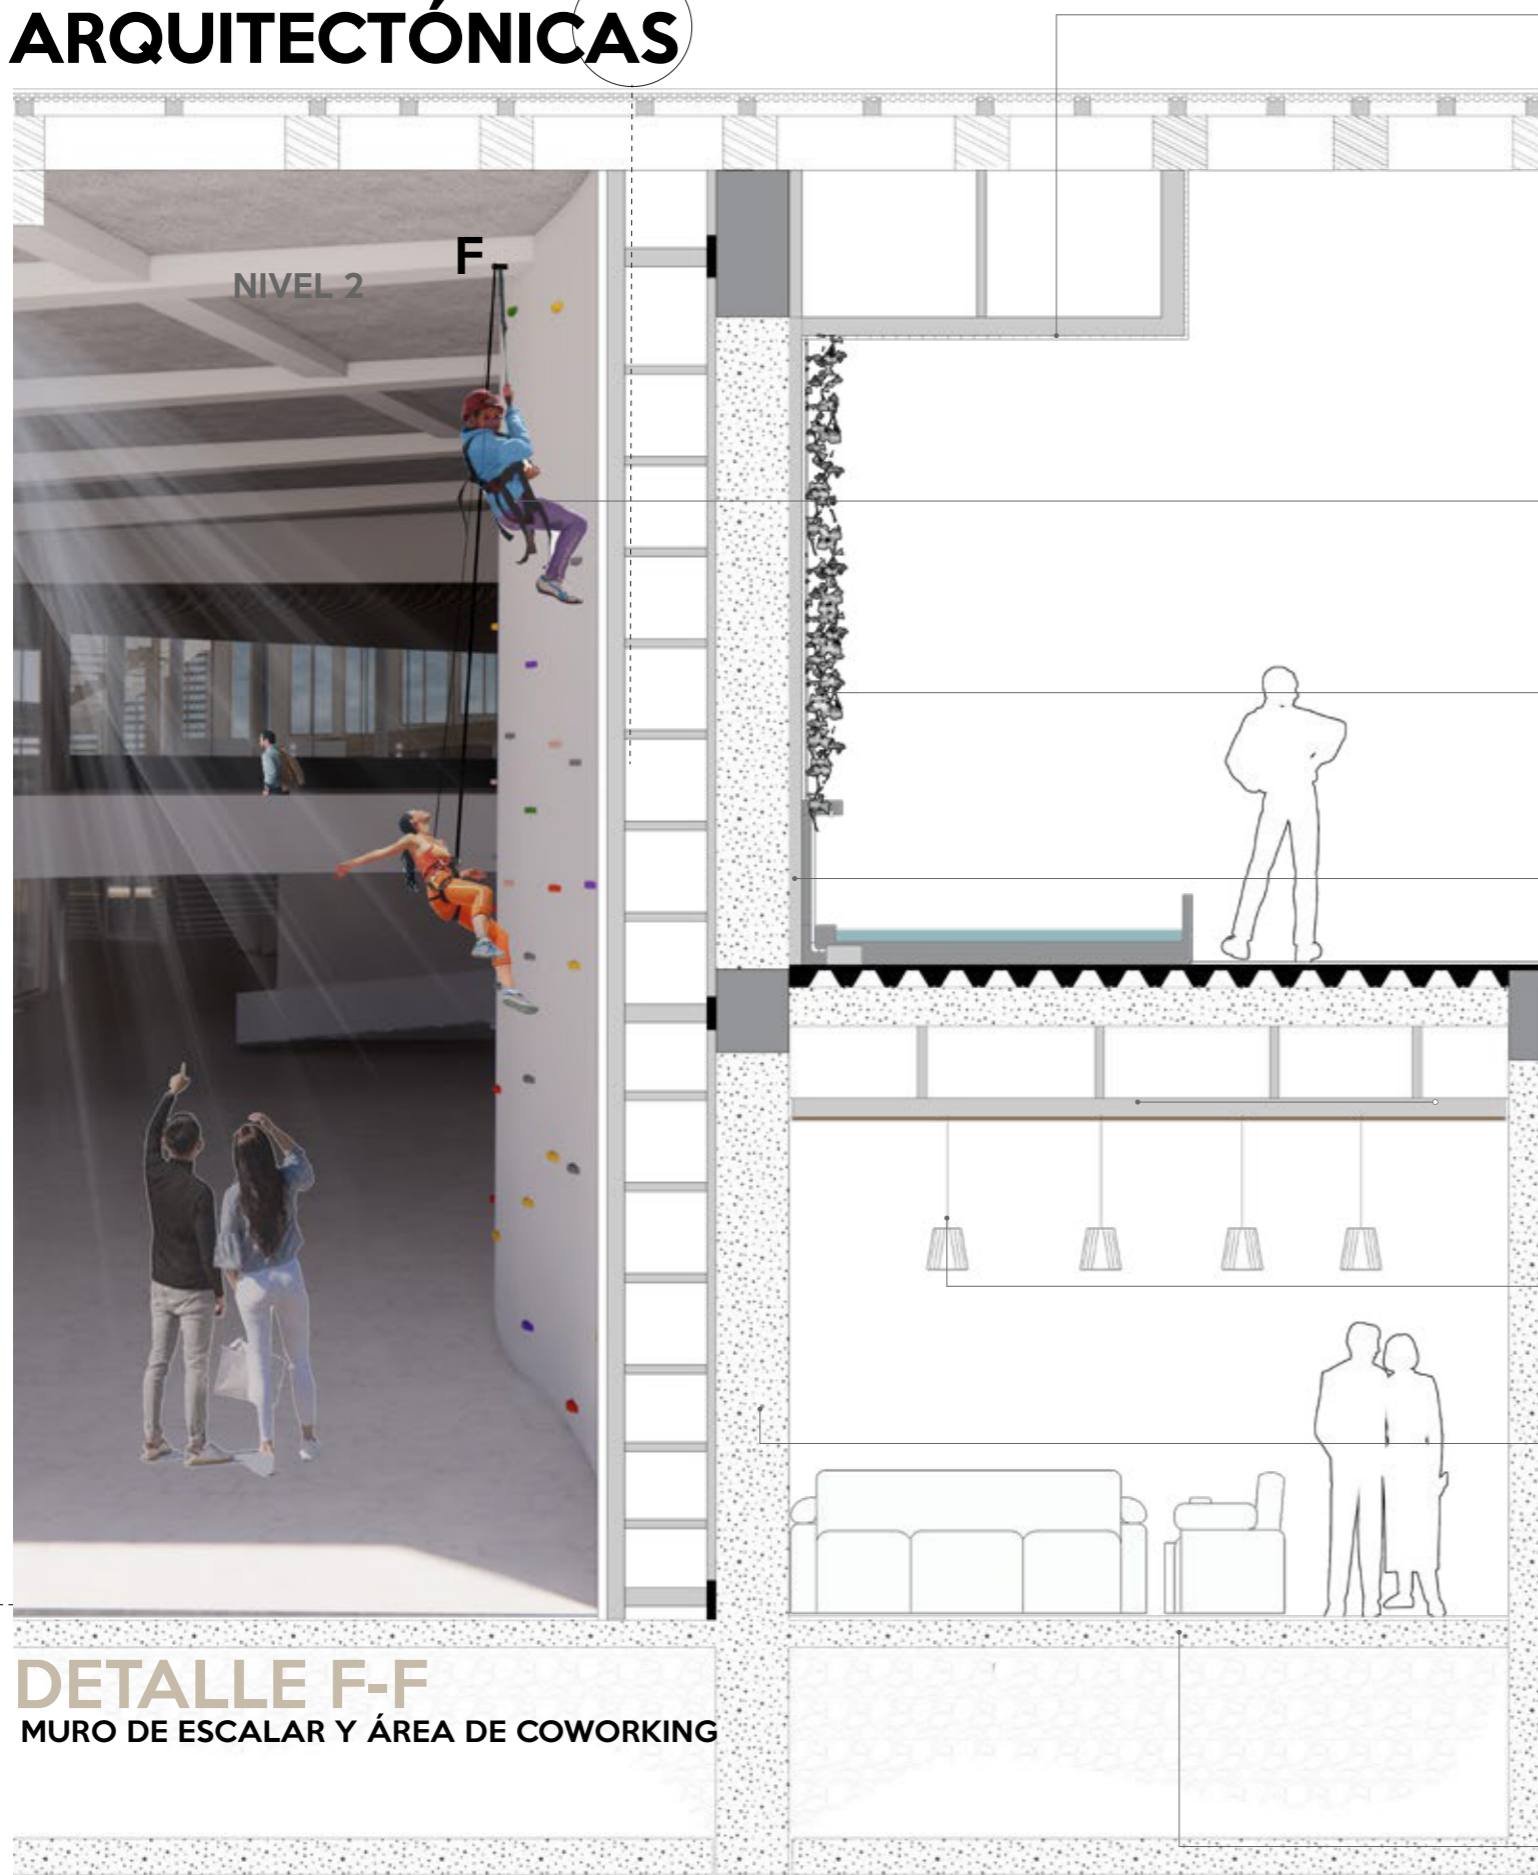 ARQUITECTÓNICAS
F
NIVEL 2
DETALLE F-F
MURO DE ESCALAR Y ÁREA DE COWORKING